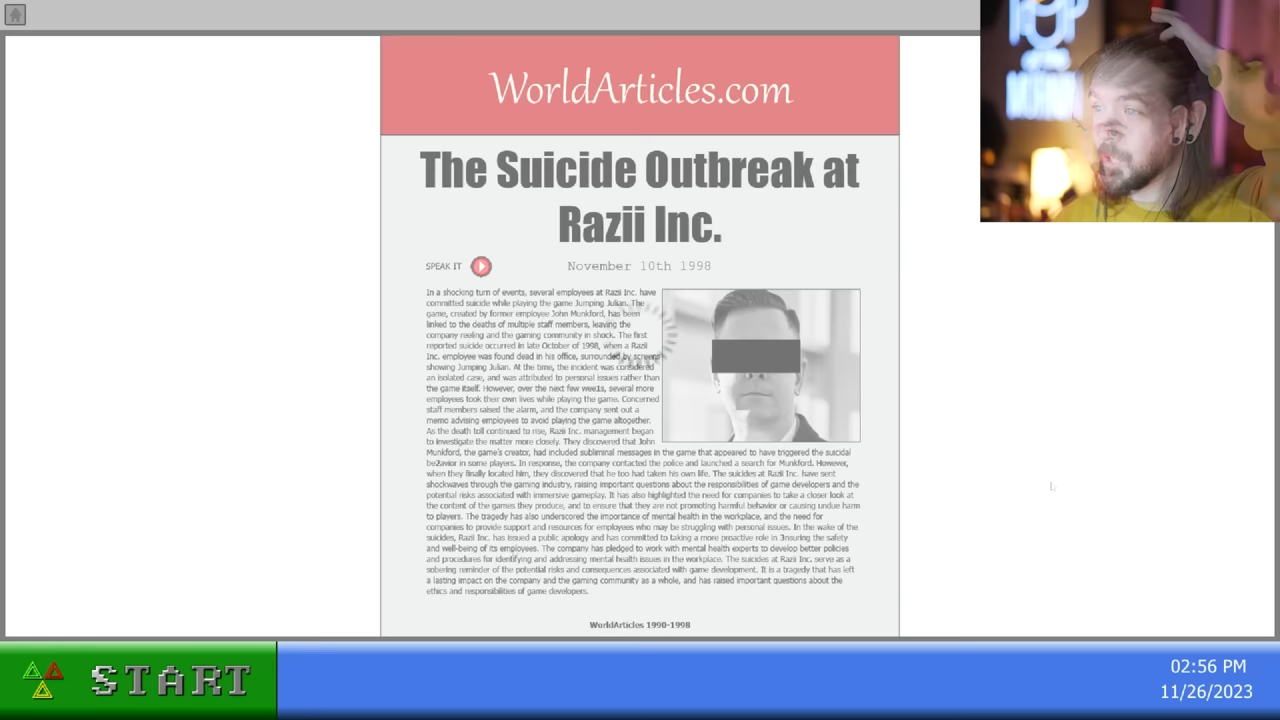 WorldArticles.com
The Suicide Outbreak at
Razii Inc.
SPEAK IT
November 10th 1998
In a shocking turn of events, several employees at Razii Inc. have
committed suicide while playing the game Jumping Julian. The
game, created by former employee John Munkford, has been
linked to the deaths of multiple staff members, leaving the
company reeling and the gaming community in shock. The first
reported suicide occurred in late October of 1998, when a Razii
Inc. employee was found dead in his office, surrounded by screens
showing Jumping Julian. At the time, the incident was considered
an isolated case, and was attributed to personal issues rather than
the game itself. However, over the next few wee1s, several more
employees took their own lives while playing the game. Concerned
staff members raised the alarm, and the company sent out a
memo advising employees to avoid playing the game altogether.
As the death toll continued to rise, Razii Inc. management began
to investigate the matter more closely. They discovered that John
Munkford, the game's creator, had included subliminal messages in the game that appeared to have triggered the suicidal
be2avior in some players. In response, the company contacted the police and launched a search for Munkford. However,
when they finally located him, they discovered that he too had taken his own life. The suicides at Razii Inc. have sent
shockwaves through the gaming industry, raising important questions about the responsibilities of game developers and the
potential risks associated with immersive gameplay. It has also highlighted the need for companies to take a closer look at
the content of the games they produce, and to ensure that they are not promoting harmful behavior or causing undue harm
to players. The tragedy has also underscored the importance of mental health in the workplace, and the need for
companies to provide support and resources for employees who may be struggling with personal issues. In the wake of the
suicides, Razii Inc. has issued a public apology and has committed to taking a more proactive role in 3nsuring the safety
and well-being of its employees. The company has pledged to work with mental health experts to develop better policies
and procedures for identifying and addressing mental health issues in the workplace. The suicides at Razii Inc. serve as a
sobering reminder of the potential risks and consequences associated with game development. It is a tragedy that has left
a lasting impact on the company and the gaming community as a whole, and has raised important questions about the
ethics and responsibilities of game developers.
WorldArticles 1990-1998
START
02:56 PM
11/26/2023